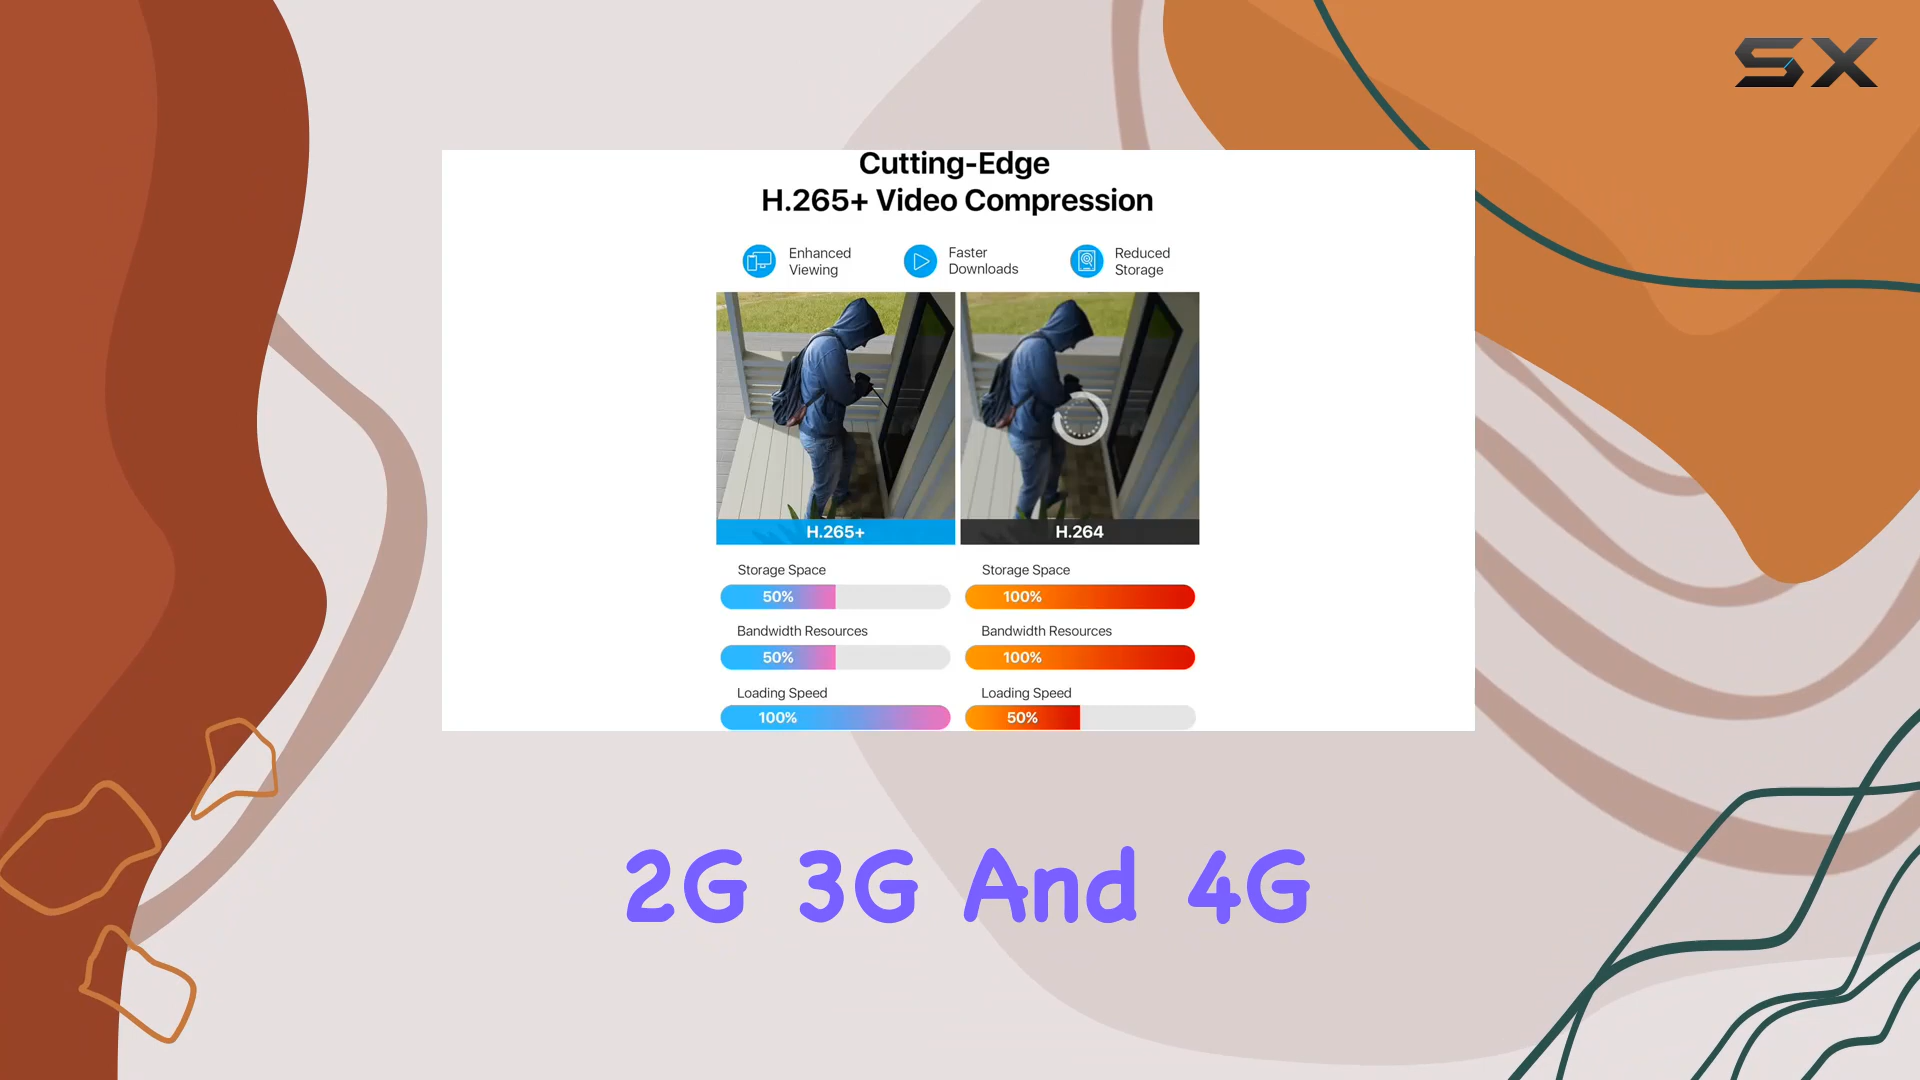 SX
Cutting-Edge
H.265+ Video Compression
Enhanced
Viewing
Faster
Downloads
Reduced
Storage
H.265+
H.264
Storage Space
50%
Storage Space
100%
Bandwidth Resources
50%
Bandwidth Resources
100%
Loading Speed
100%
Loading Speed
50%
2G 3G And 4G